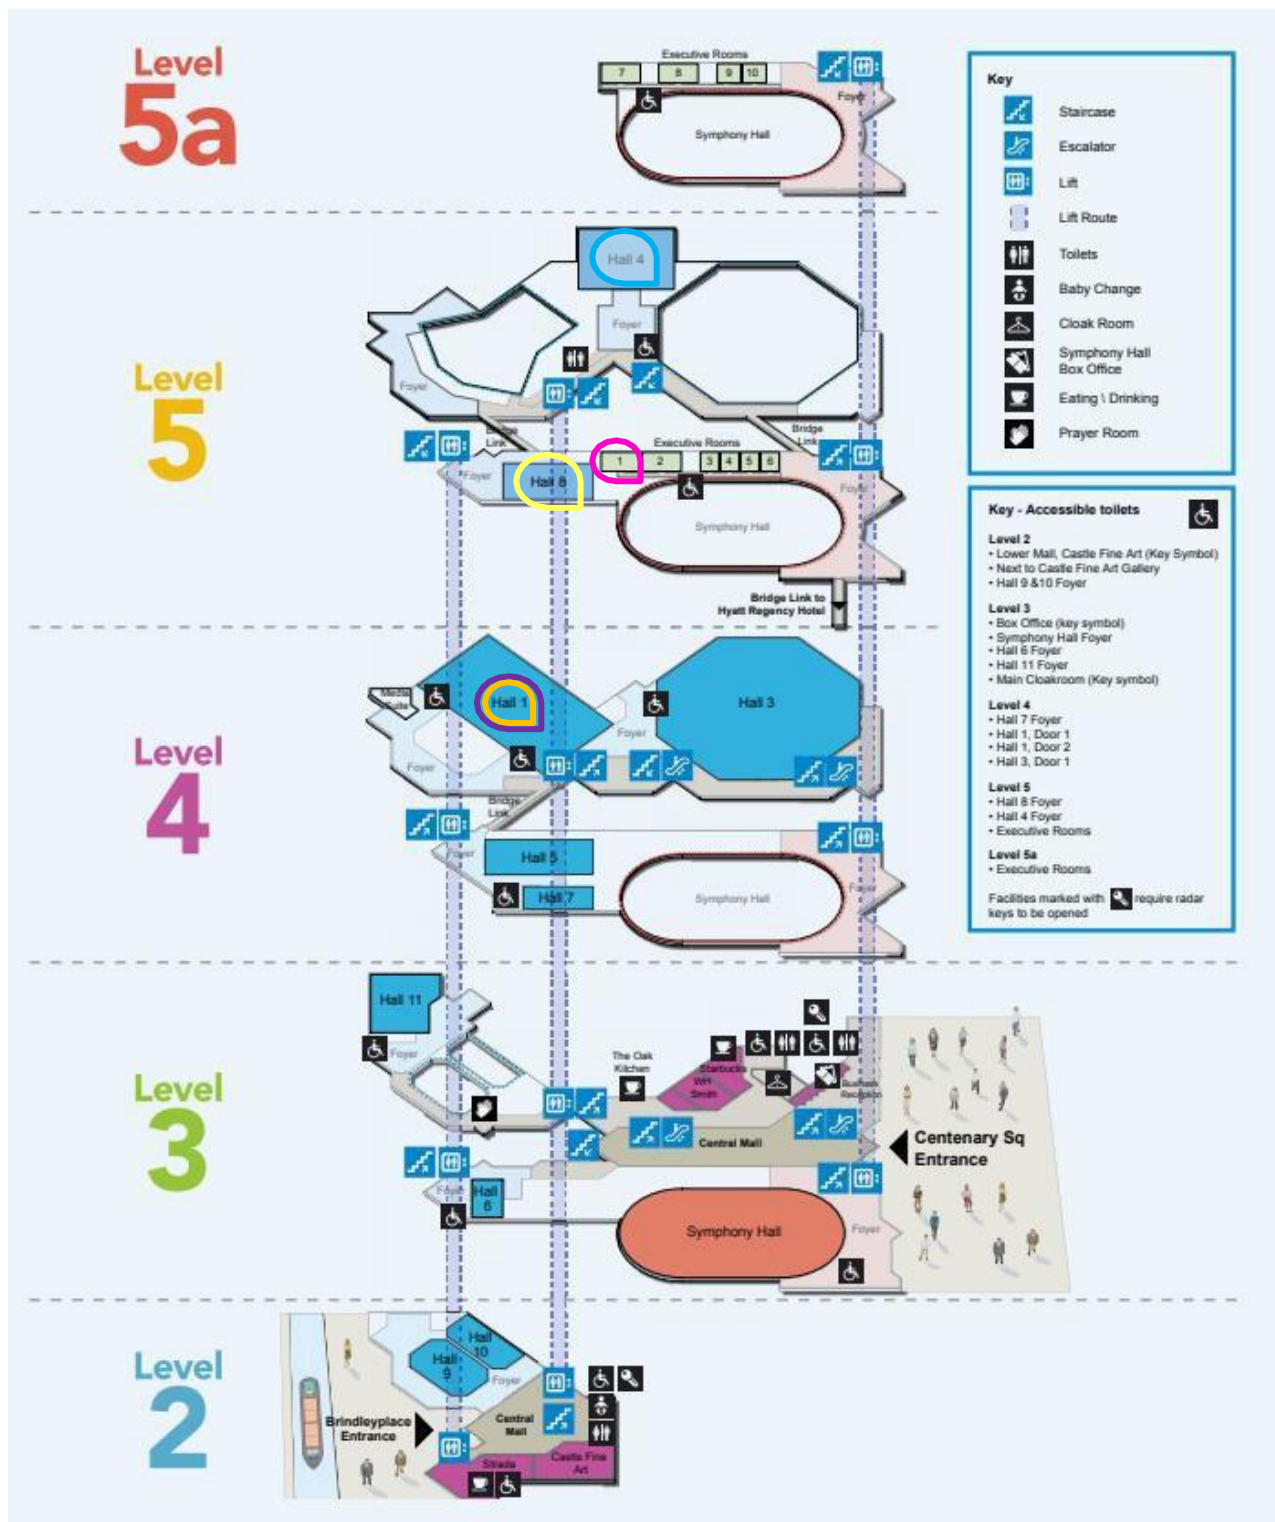 Level
5a
Executive Rooms
7
8
9
10
Foyer
Symphony Hall
Level
5
Hall 4
Foyer
Foyer
Bridge
Link
Bridge
Link
Executive Rooms
1
2
3
4
5
6
Foyer
Hall 8
Foyer
Symphony Hall
Bridge Link to
Hyatt Regency Hotel
Level
4
Media
Suite
Hall 1
Hall 3
Foyer
Foyer
Bridge
Link
Foyer
Hall 5
Hall 7
Symphony Hall
Foyer
Level
3
Hall 11
Foyer
The Oak
Kitchen
Starbucks
WH
Smith
Business
Reception
Central Mall
Centenary Sq
Entrance
Foyer
Hall
6
Symphony Hall
Foyer
Level
2
Hall
10
Hall
9
Foyer
Brindleyplace
Entrance
Central
Mall
Strada
Castle Fine
Art
Key
Staircase
Escalator
Lift
Lift Route
Toilets
Baby Change
Cloak Room
Symphony Hall
Box Office
Eating \ Drinking
Prayer Room
Key - Accessible toilets
Level 2
• Lower Mall, Castle Fine Art (Key Symbol)
• Next to Castle Fine Art Gallery
• Hall 9 &10 Foyer
Level 3
• Box Office (key symbol)
• Symphony Hall Foyer
• Hall 6 Foyer
• Hall 11 Foyer
• Main Cloakroom (Key symbol)
Level 4
• Hall 7 Foyer
• Hall 1, Door 1
• Hall 1, Door 2
• Hall 3, Door 1
Level 5
• Hall 8 Foyer
• Hall 4 Foyer
• Executive Rooms
Level 5a
• Executive Rooms
Facilities marked with require radar
keys to be opened